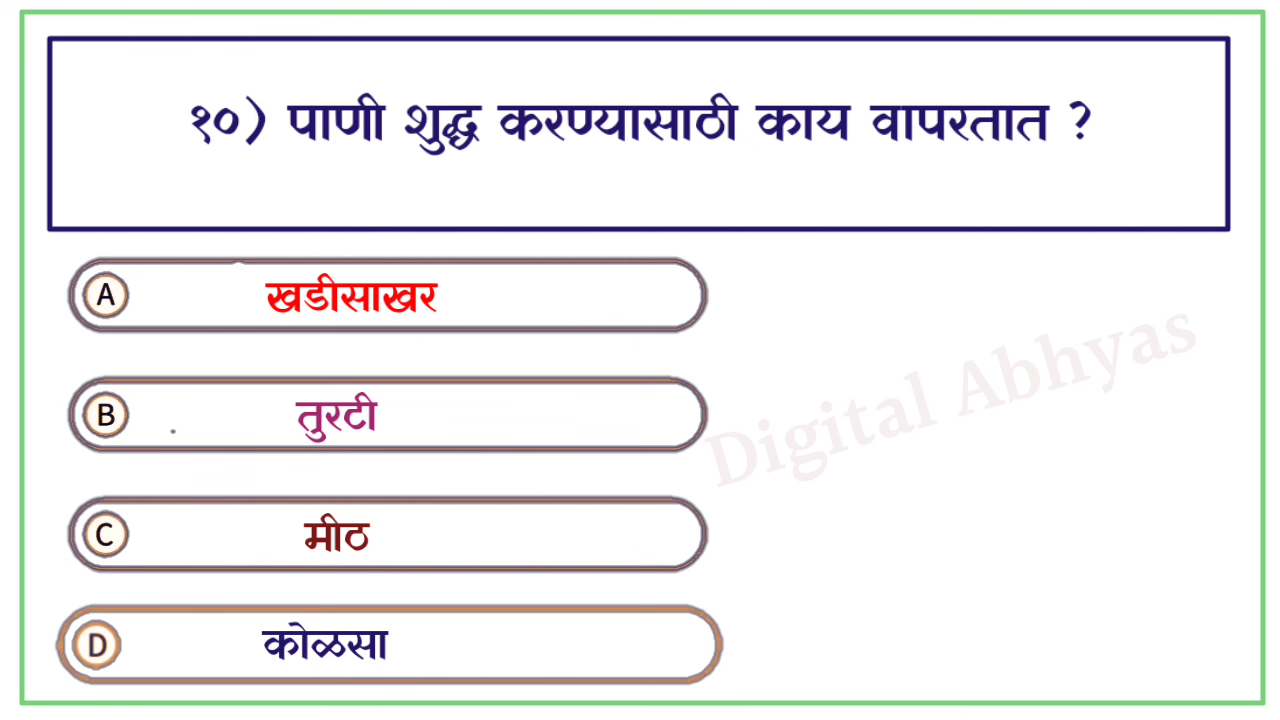 १०) पाणी शुद्ध करण्यासाठी काय वापरतात ?
A खडीसाखर
B तुरटी
C मीठ
D कोळसा
Digital Abhyas